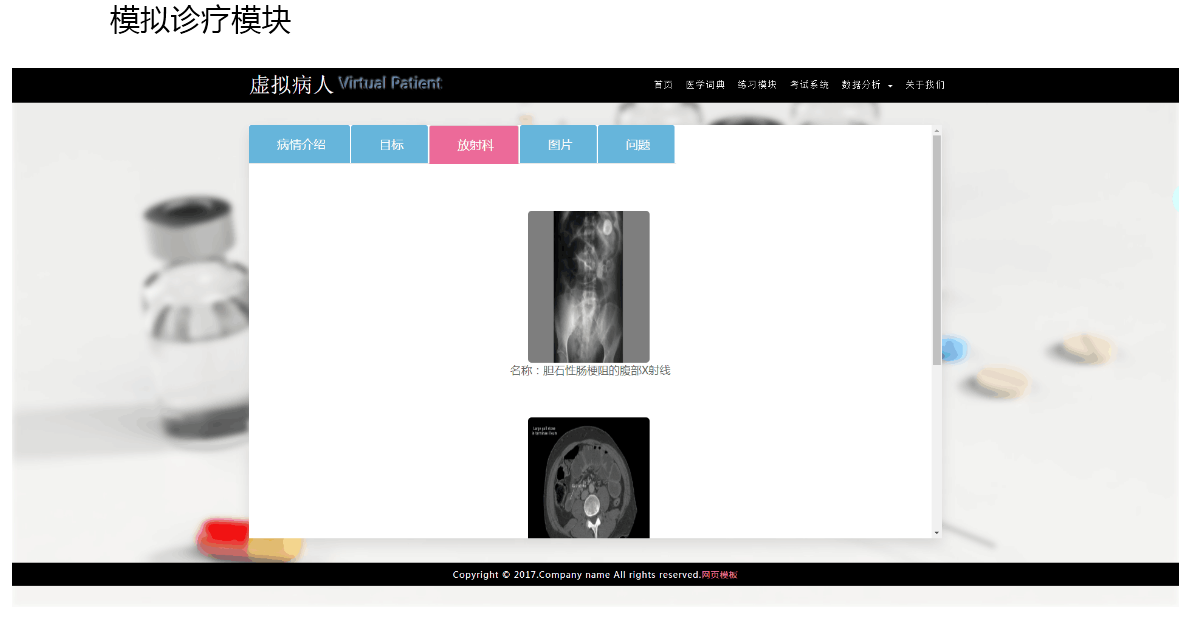 模拟诊疗模块
虚拟病人 Virtual Patient
首页 医学词典 练习模块 考试系统 数据分析 关于我们
病情介绍 目标 放射科 图片 问题
名称：胆石性肠梗阻的腹部X射线
Copyright © 2017.Company name All rights reserved.网页模板